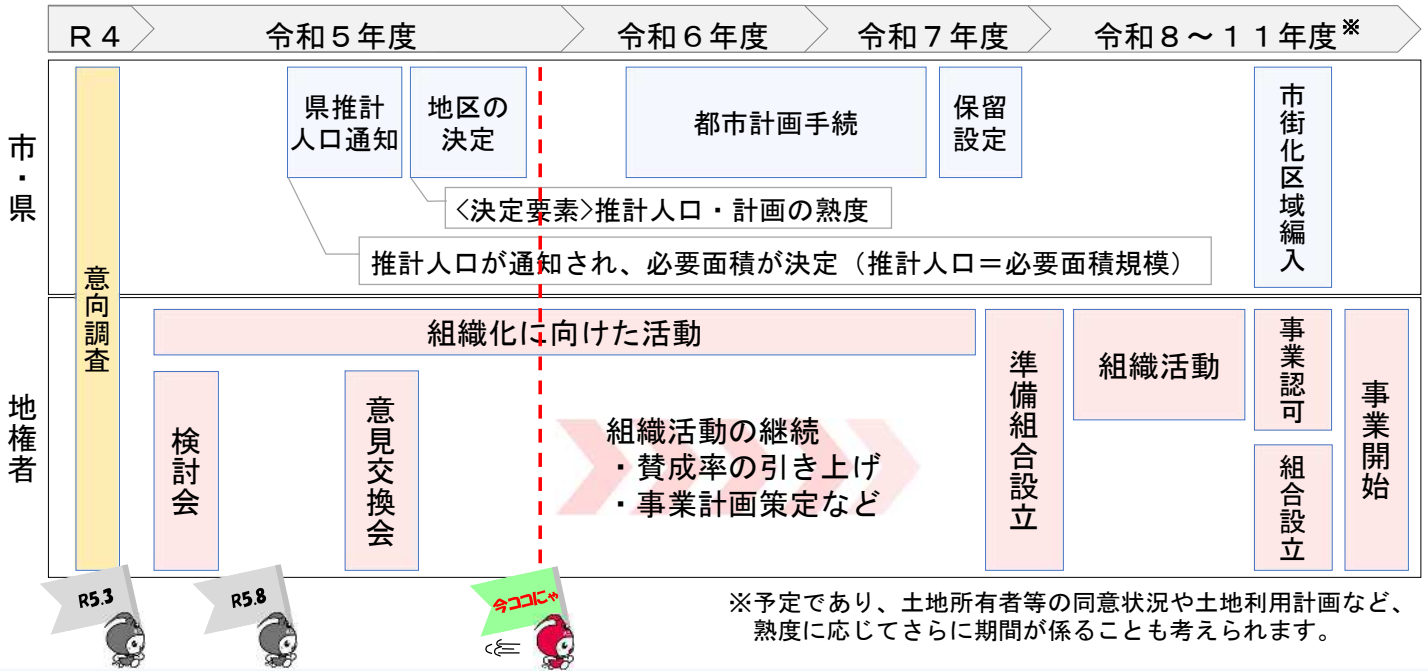 R4
令和5年度
令和6年度
令和7年度
令和8～11年度※
市・県
県推計
人口通知
地区の
決定
都市計画手続
保留
設定
市街化区域編入
<決定要素>推計人口・計画の熟度
推計人口が通知され、必要面積が決定（推計人口＝必要面積規模）
意向調査
地権者
組織化に向けた活動
検討会
意見交換会
組織活動の継続
・賛成率の引き上げ
・事業計画策定など
準備組合設立
組織活動
事業認可
組合設立
事業開始
R5.3
R5.8
今ココにゃ
※予定であり、土地所有者等の同意状況や土地利用計画など、
熟度に応じてさらに期間が係ることも考えられます。